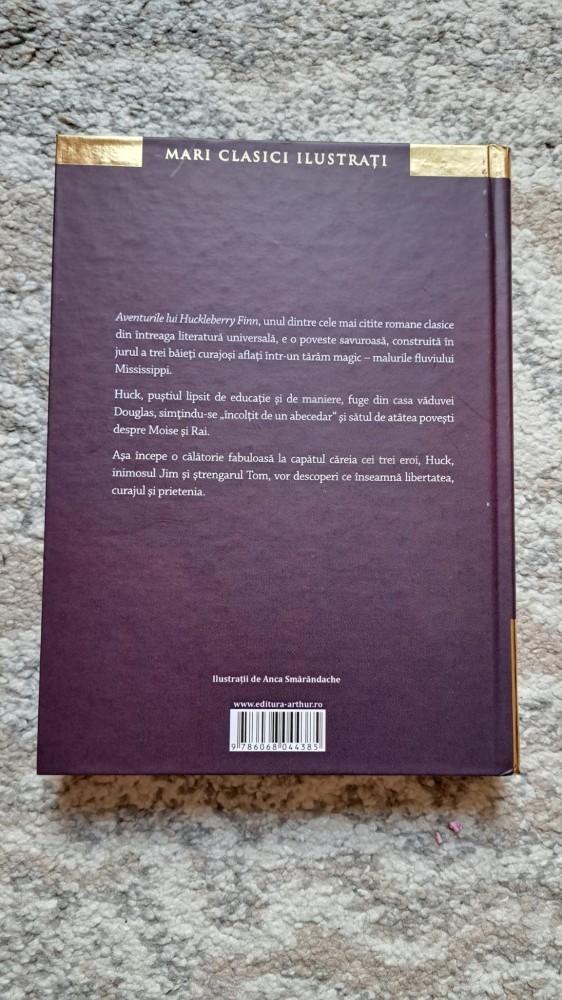 MARI CLASICI ILUSTRAȚI
Aventurile lui Huckleberry Finn, unul dintre cele mai citite romane clasice
din întreaga literatură universală, e o poveste savuroasă, construită în
jurul a trei băieți curajoși aflați într-un tărâm magic – malurile fluviului
Mississippi.
Huck, puștiul lipsit de educație și de maniere, fuge din casa văduvei
Douglas, simțindu-se „încolțit de un abecedar” și sătul de atâtea povești
despre Moise și Rai.
Așa începe o călătorie fabuloasă la capătul căreia cei trei eroi, Huck,
inimosul Jim și ștrengarul Tom, vor descoperi ce înseamnă libertatea,
curajul și prietenia.
Ilustrații de Anca Smărăndache
www.editura-arthur.ro
9 786068 044385